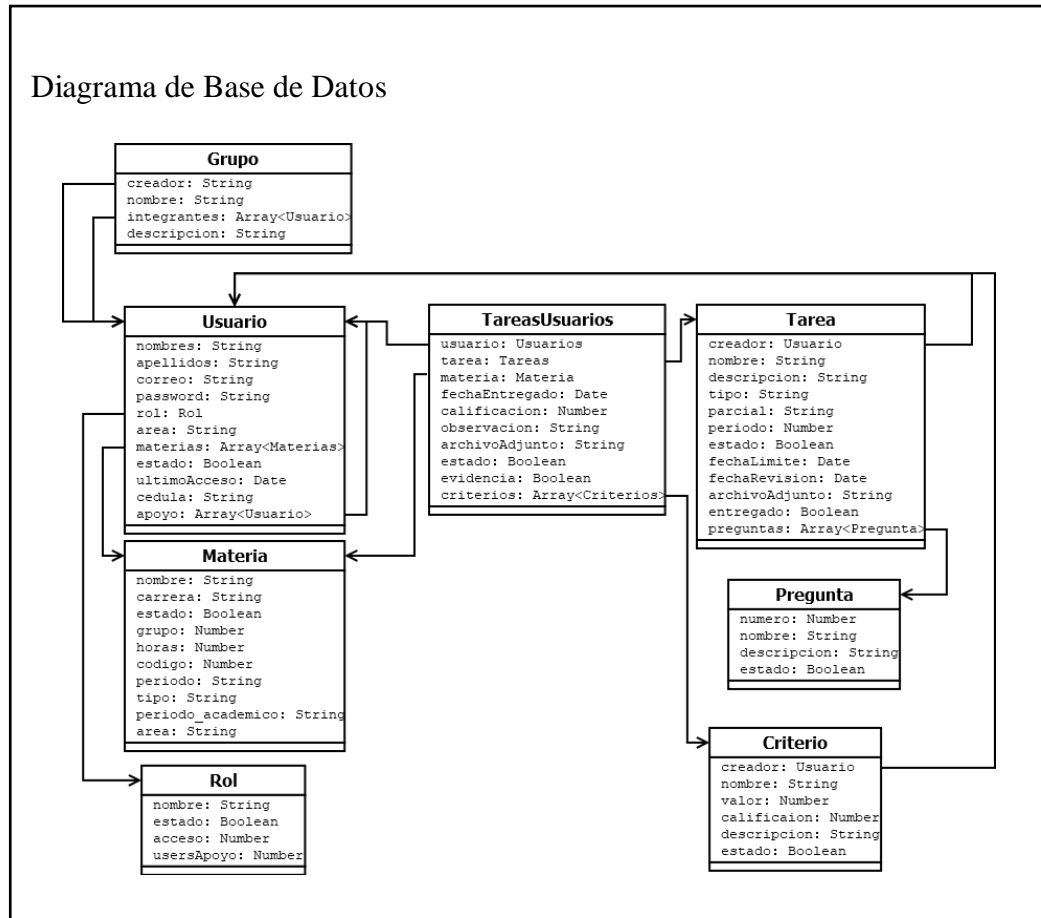 Diagrama de Base de Datos
Grupo
creador: String
nombre: String
integrantes: Array<Usuario>
descripcion: String
Usuario
nombres: String
apellidos: String
correo: String
password: String
rol: Rol
area: String
materias: Array<Materias>
estado: Boolean
ultimoAcceso: Date
cedula: String
apoyo: Array<Usuario>
TareasUsuarios
usuario: Usuarios
tarea: Tareas
materia: Materia
fechaEntregado: Date
calificacion: Number
observacion: String
archivoAdjunto: String
estado: Boolean
evidencia: Boolean
criterios: Array<Criterios>
Tarea
creador: Usuario
nombre: String
descripcion: String
tipo: String
parcial: String
periodo: Number
estado: Boolean
fechaLimite: Date
fechaRevision: Date
archivoAdjunto: String
entregado: Boolean
preguntas: Array<Pregunta>
Materia
nombre: String
carrera: String
estado: Boolean
grupo: Number
horas: Number
codigo: Number
periodo: String
tipo: String
periodo_academico: String
area: String
Pregunta
numero: Number
nombre: String
descripcion: String
estado: Boolean
Rol
nombre: String
estado: Boolean
acceso: Number
usersApoyo: Number
Criterio
creador: Usuario
nombre: String
valor: Number
calificaion: Number
descripcion: String
estado: Boolean